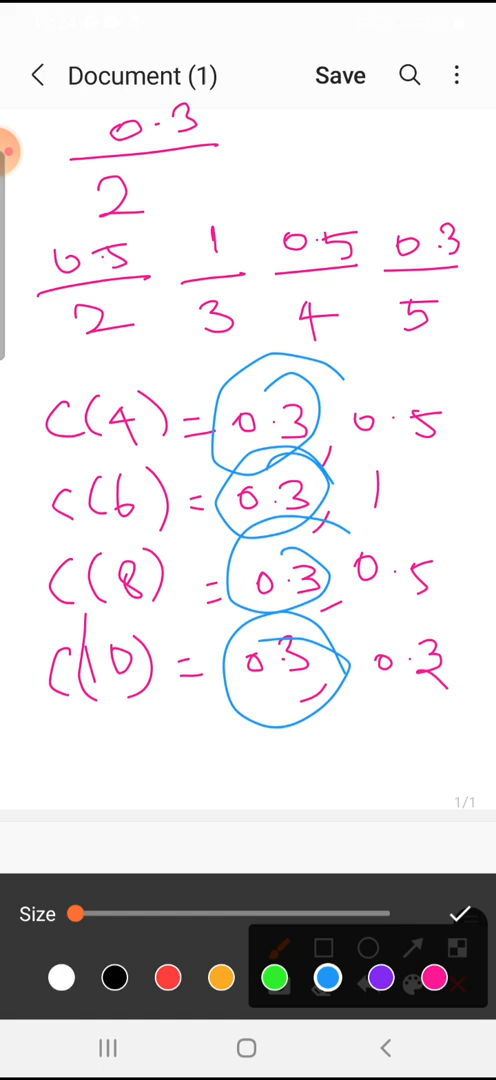 Document (1) Save
0.3
2
0.5 1 0.5 0.3
2 3 4 5
C(4) = 0.3, 0.5
C(6) = 0.3, 1
C(8) = 0.3, 0.5
C(10) = 0.3, 0.3
1/1
Size